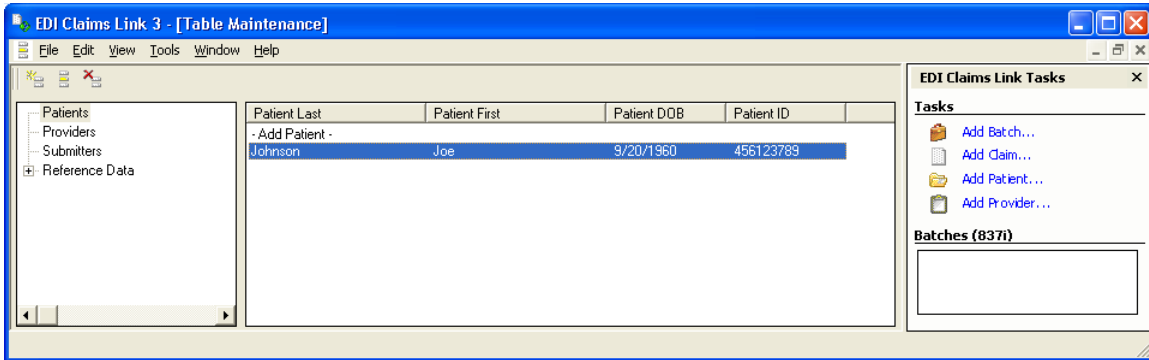 EDI Claims Link 3 - [Table Maintenance]
File Edit View Tools Window Help
Patients
Providers
Submitters
Reference Data
Patient Last Patient First Patient DOB Patient ID
- Add Patient -
Johnson Joe 9/20/1960 456123789
EDI Claims Link Tasks
Tasks
Add Batch...
Add Claim...
Add Patient...
Add Provider...
Batches (837i)